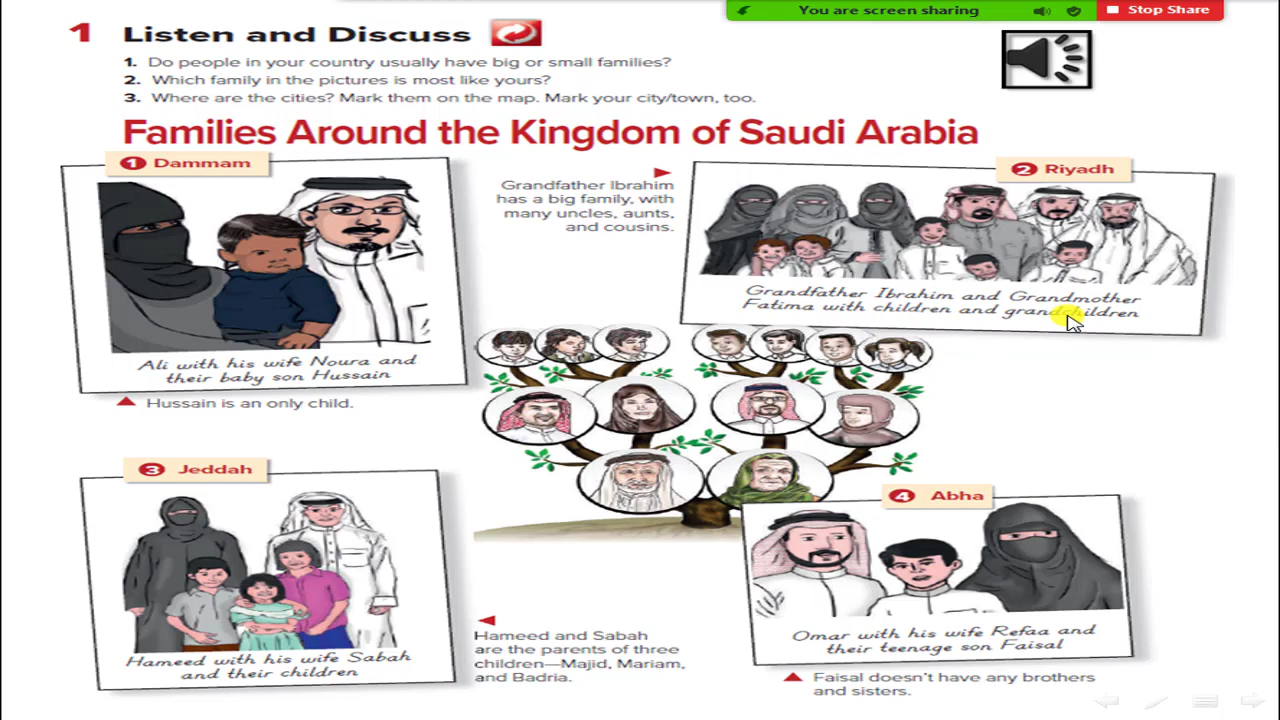 You are screen sharing
Stop Share
1 Listen and Discuss
1. Do people in your country usually have big or small families?
2. Which family in the pictures is most like yours?
3. Where are the cities? Mark them on the map. Mark your city/town, too.
Families Around the Kingdom of Saudi Arabia
1 Dammam
Ali with his wife Noura and
their baby son Hussain
Hussain is an only child.
Grandfather Ibrahim
has a big family, with
many uncles, aunts,
and cousins.
2 Riyadh
Grandfather Ibrahim and Grandmother
Fatima with children and grandchildren
3 Jeddah
Hameed with his wife Sabah
and their children
Hameed and Sabah
are the parents of three
children—Majid, Mariam,
and Badria.
4 Abha
Omar with his wife Refaa and
their teenage son Faisal
Faisal doesn't have any brothers
and sisters.